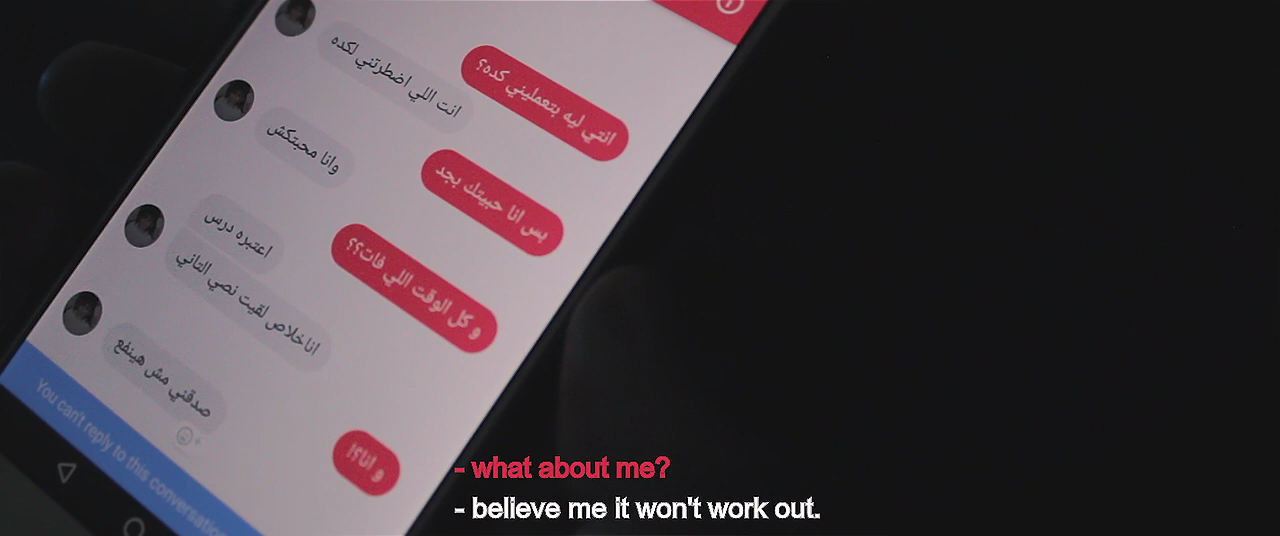 انتي ليه بتعمليني كده؟
انت اللي اضطرتني لكده
بس انا حبيتك بجد
وانا محبتكش
و كل الوقت اللي فات؟؟
اعتبره درس
انا خلاص لقيت نصي التاني
و انا؟!
صدقني مش هينفع
You can't reply to this conversation
- what about me?
- believe me it won't work out.